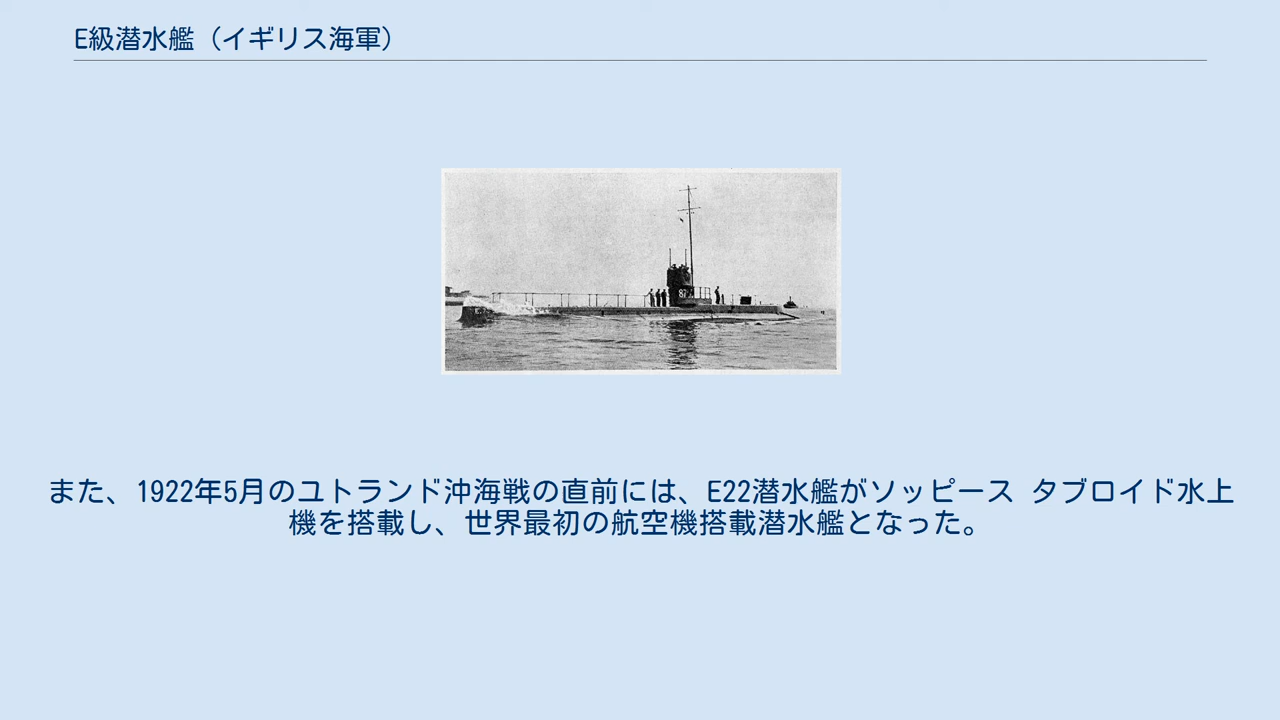 E級潜水艦（イギリス海軍）
また、1922年5月のユトランド沖海戦の直前には、E22潜水艦がソッピース タブロイド水上
機を搭載し、世界最初の航空機搭載潜水艦となった。